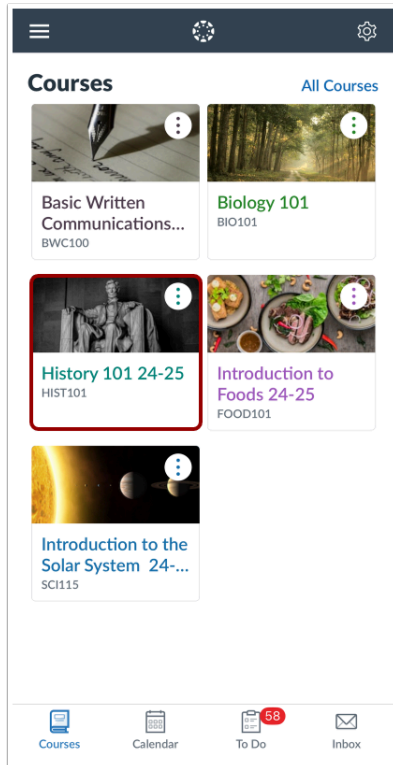 Courses
All Courses
Basic Written
Communications...
BWC100
Biology 101
BIO101
History 101 24-25
HIST101
Introduction to
Foods 24-25
FOOD101
Introduction to the
Solar System 24-...
SCI115
58
Courses
Calendar
To Do
Inbox